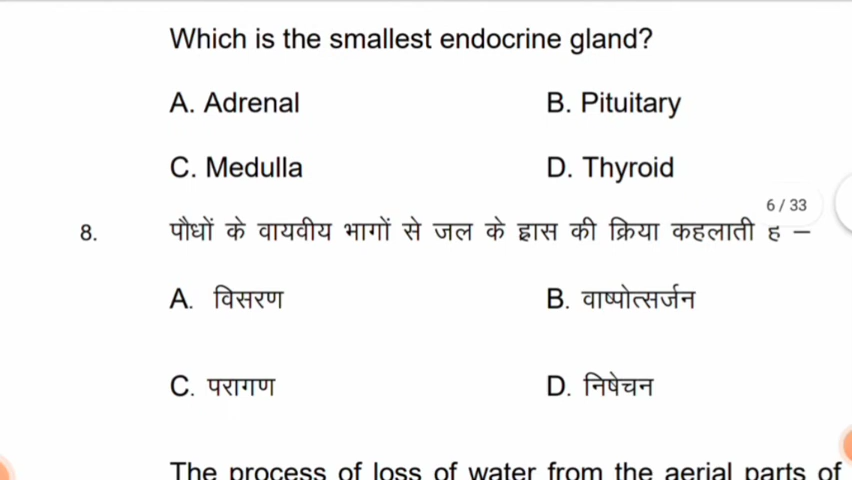 Which is the smallest endocrine gland?
A. Adrenal B. Pituitary
C. Medulla D. Thyroid
6 / 33
8. पौधों के वायवीय भागों से जल के ह्रास की क्रिया कहलाती है –
A. विसरण B. वाष्पोत्सर्जन
C. परागण D. निषेचन
The process of loss of water from the aerial parts of